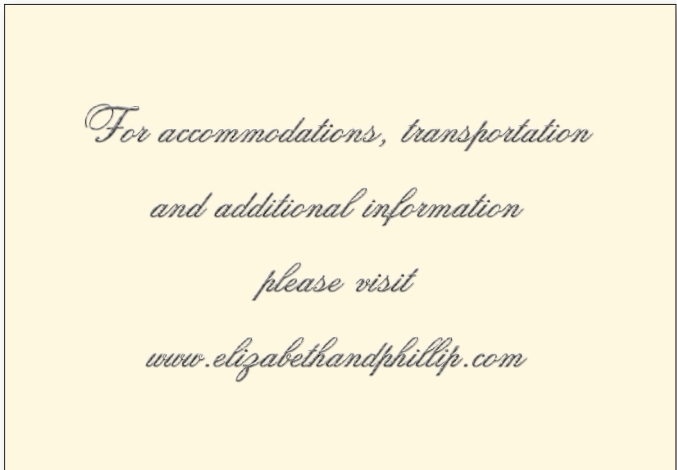 For accommodations, transportation
and additional information
please visit
www.elizabethandphillip.com